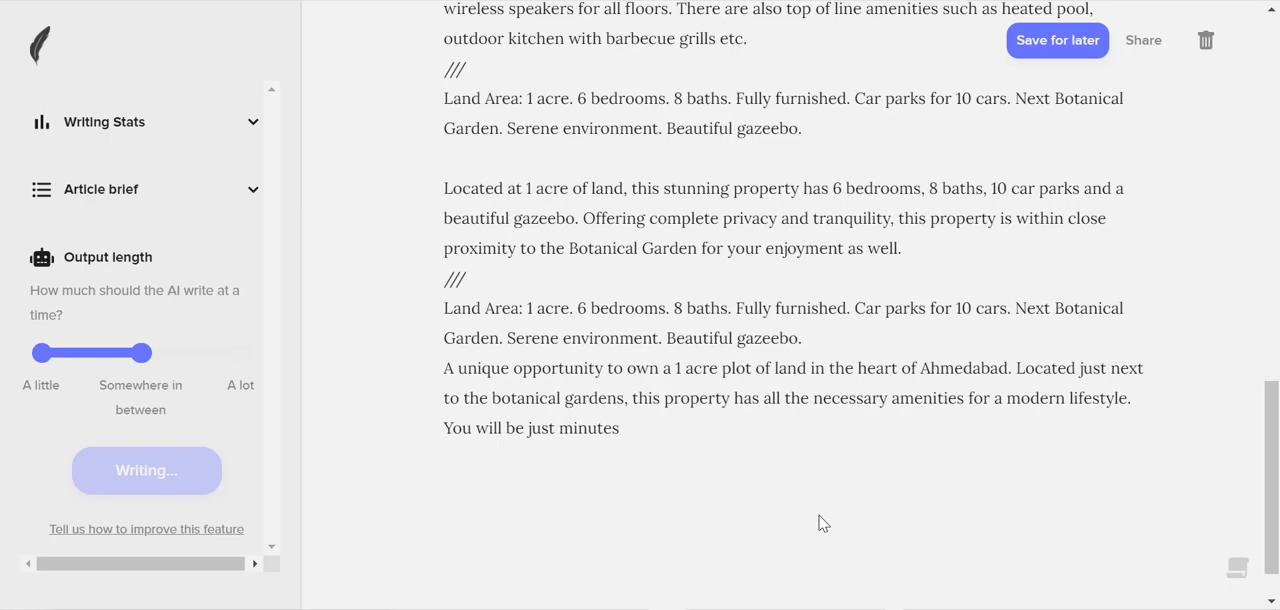 wireless speakers for all floors. There are also top of line amenities such as heated pool,
outdoor kitchen with barbecue grills etc.
Save for later
Share
///
Land Area: 1 acre. 6 bedrooms. 8 baths. Fully furnished. Car parks for 10 cars. Next Botanical
Garden. Serene environment. Beautiful gazeebo.
Located at 1 acre of land, this stunning property has 6 bedrooms, 8 baths, 10 car parks and a
beautiful gazeebo. Offering complete privacy and tranquility, this property is within close
proximity to the Botanical Garden for your enjoyment as well.
///
Land Area: 1 acre. 6 bedrooms. 8 baths. Fully furnished. Car parks for 10 cars. Next Botanical
Garden. Serene environment. Beautiful gazeebo.
A unique opportunity to own a 1 acre plot of land in the heart of Ahmedabad. Located just next
to the botanical gardens, this property has all the necessary amenities for a modern lifestyle.
You will be just minutes
Writing Stats
Article brief
Output length
How much should the AI write at a
time?
A little
Somewhere in
between
A lot
Writing...
Tell us how to improve this feature